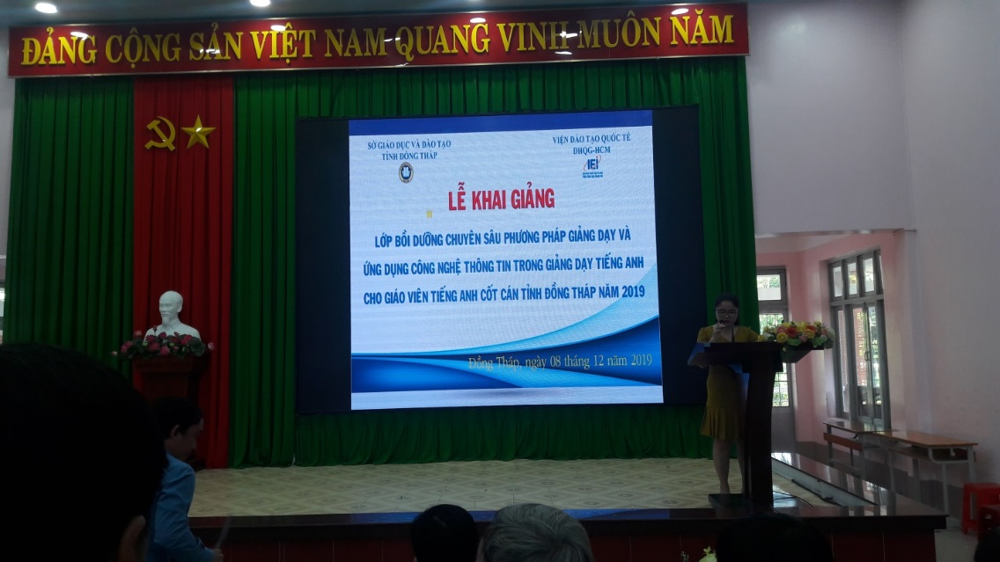 ĐẢNG CỘNG SẢN VIỆT NAM QUANG VINH MUÔN NĂM
SỞ GIÁO DỤC VÀ ĐÀO TẠO
TỈNH ĐỒNG THÁP
VIỆN ĐÀO TẠO QUỐC TẾ
ĐHQG-HCM
IEI
LỄ KHAI GIẢNG
LỚP BỒI DƯỠNG CHUYÊN SÂU PHƯƠNG PHÁP GIẢNG DẠY VÀ
ỨNG DỤNG CÔNG NGHỆ THÔNG TIN TRONG GIẢNG DẠY TIẾNG ANH
CHO GIÁO VIÊN TIẾNG ANH CỐT CÁN TỈNH ĐỒNG THÁP NĂM 2019
Đồng Tháp, ngày 08 tháng 12 năm 2019